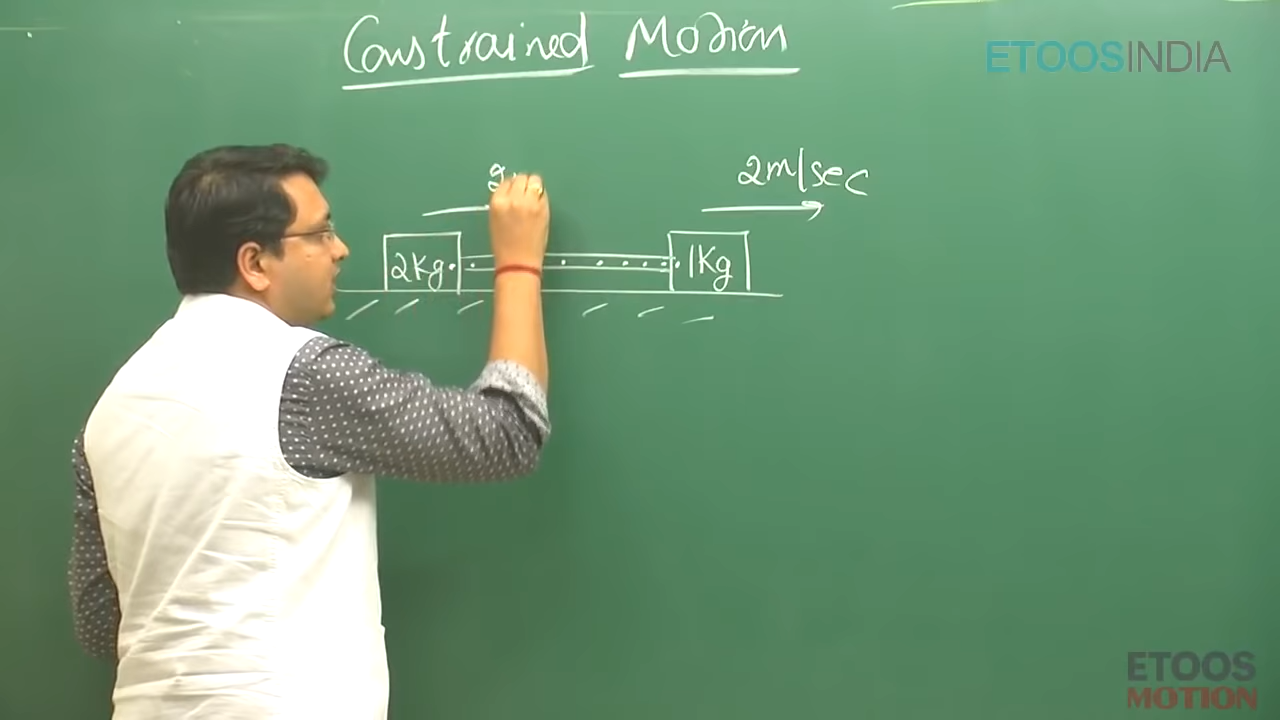 Constrained Motion
ETOOSINDIA
2m/sec
2Kg
1Kg
ETOOS
MOTION